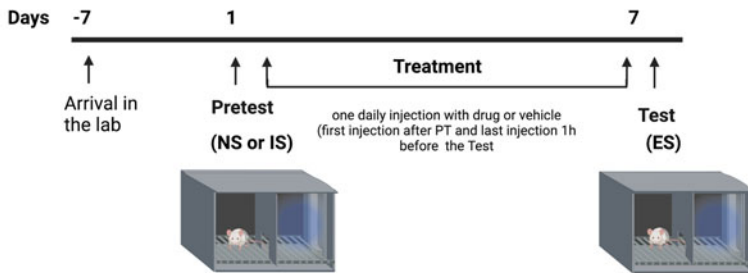 Days -7 1 7
Treatment
Arrival in
the lab
Pretest
(NS or IS)
one daily injection with drug or vehicle
(first injection after PT and last injection 1h
before the Test
Test
(ES)